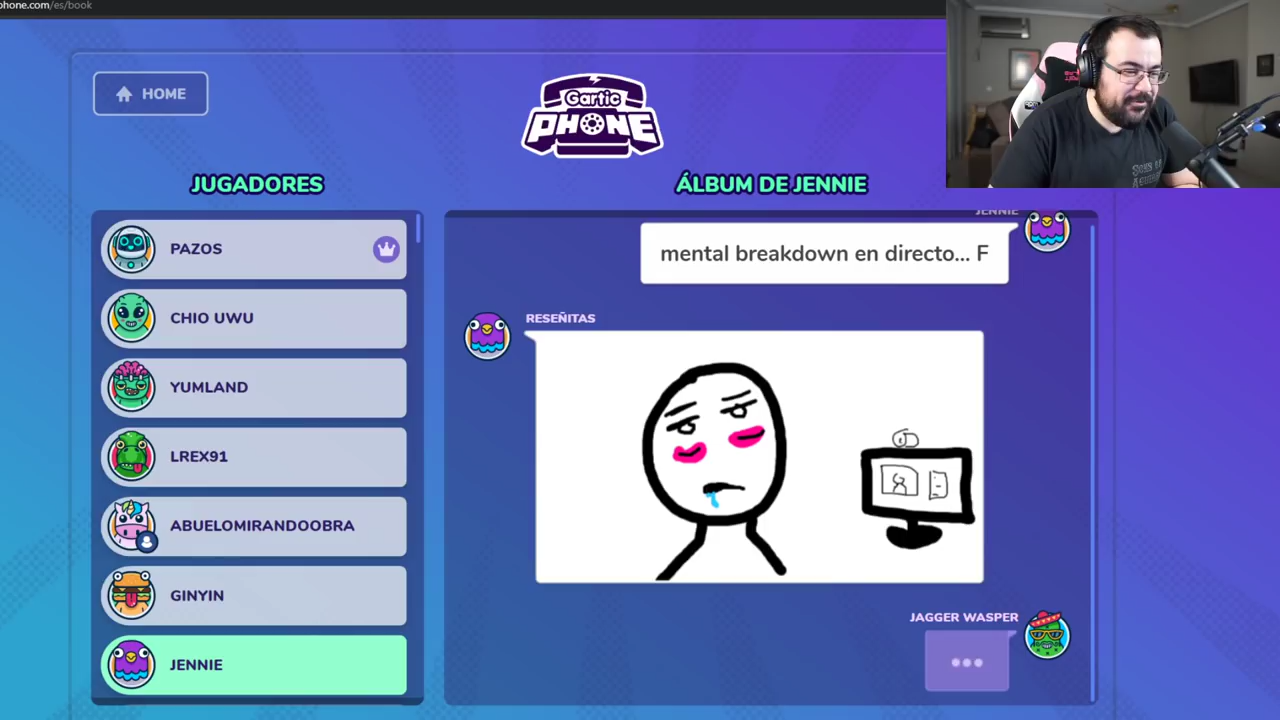 phone.com/es/book
HOME
Gartic
PHONE
JUGADORES
ÁLBUM DE JENNIE
PAZOS
CHIO UWU
YUMLAND
LREX91
ABUELOMIRANDOOBRA
GINYIN
JENNIE
JENNIE
mental breakdown en directo... F
RESEÑITAS
JAGGER WASPER